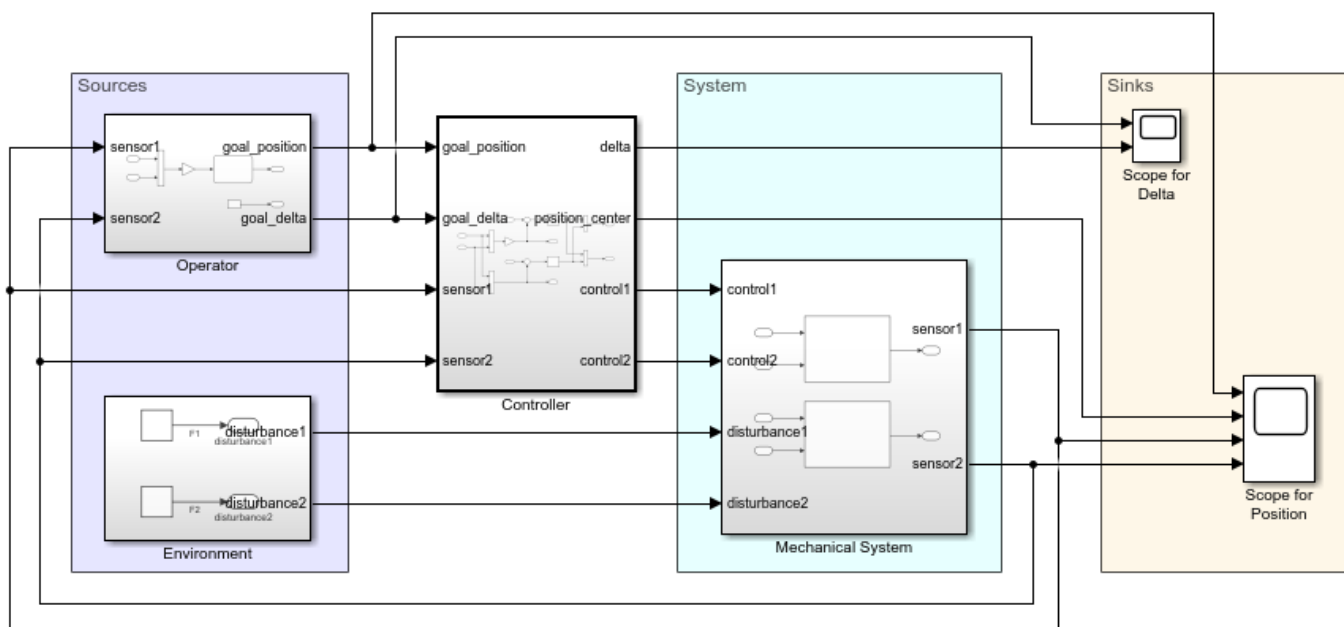 Sources
System
Sinks
sensor1
goal_position
sensor2
goal_delta
Operator
goal_position
delta
goal_delta
position_center
sensor1
control1
sensor2
control2
Controller
Scope for
Delta
control1
sensor1
control2
disturbance1
sensor2
disturbance2
Mechanical System
F1
disturbance1
disturbance1
F2
disturbance2
disturbance2
Environment
Scope for
Position